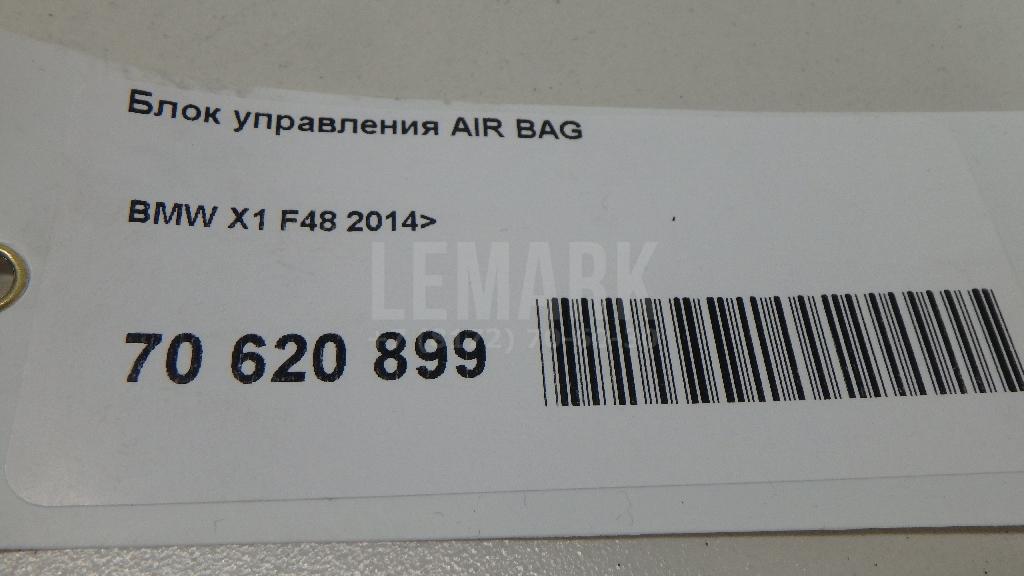 Блок управления AIR BAG
BMW X1 F48 2014>
LEMARK
70 620 899